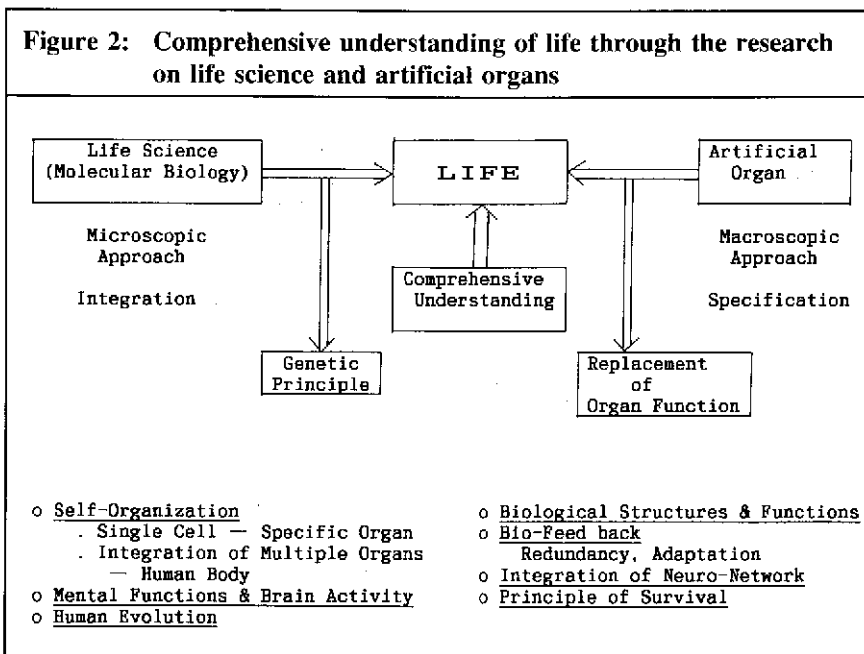 Figure 2: Comprehensive understanding of life through the research
on life science and artificial organs
Life Science
(Molecular Biology)
LIFE
Artificial
Organ
Microscopic
Approach
Integration
Comprehensive
Understanding
Macroscopic
Approach
Specification
Genetic
Principle
Replacement
of
Organ Function
o Self-Organization
. Single Cell — Specific Organ
. Integration of Multiple Organs
— Human Body
o Mental Functions & Brain Activity
o Human Evolution
o Biological Structures & Functions
o Bio-Feed back
Redundancy, Adaptation
o Integration of Neuro-Network
o Principle of Survival